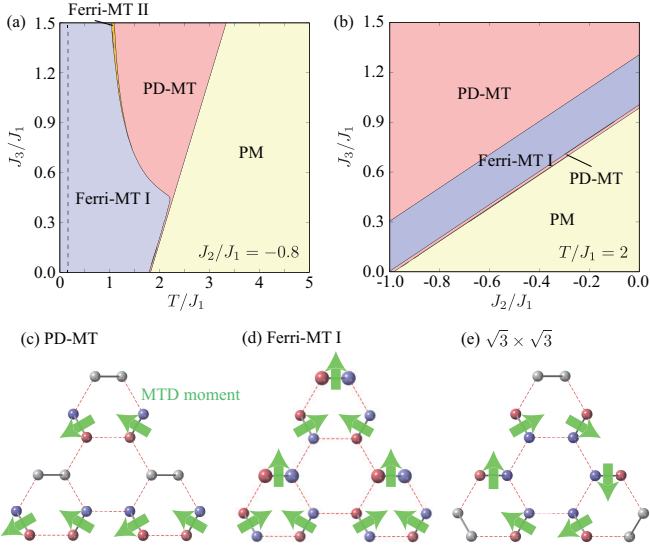 (a)
Ferri-MT II
1.5
1.2
0.9
0.6
0.3
0.0
J₃/J₁
PD-MT
PM
Ferri-MT I
J₂/J₁ = −0.8
0 1 2 3 4 5
T/J₁
(b)
1.5
1.2
0.9
0.6
0.3
0.0
J₃/J₁
PD-MT
Ferri-MT I
PD-MT
PM
T/J₁ = 2
-1.0 -0.8 -0.6 -0.4 -0.2 0.0
J₂/J₁
(c) PD-MT
MTD moment
(d) Ferri-MT I
(e) √3 × √3